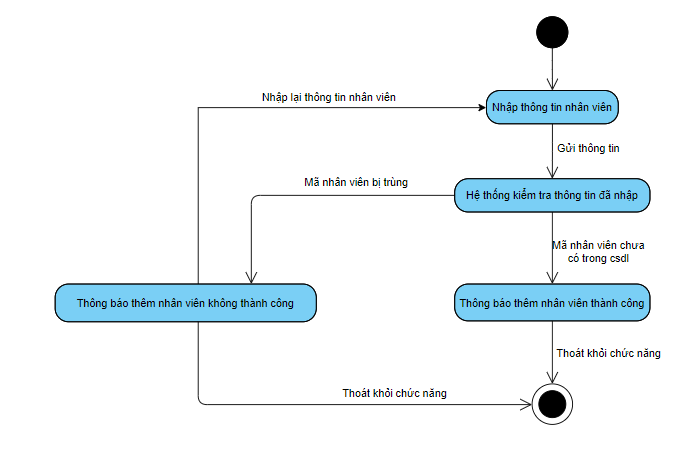 Nhập lại thông tin nhân viên
Nhập thông tin nhân viên
Gửi thông tin
Mã nhân viên bị trùng
Hệ thống kiểm tra thông tin đã nhập
Mã nhân viên chưa
có trong csdl
Thông báo thêm nhân viên không thành công
Thông báo thêm nhân viên thành công
Thoát khỏi chức năng
Thoát khỏi chức năng